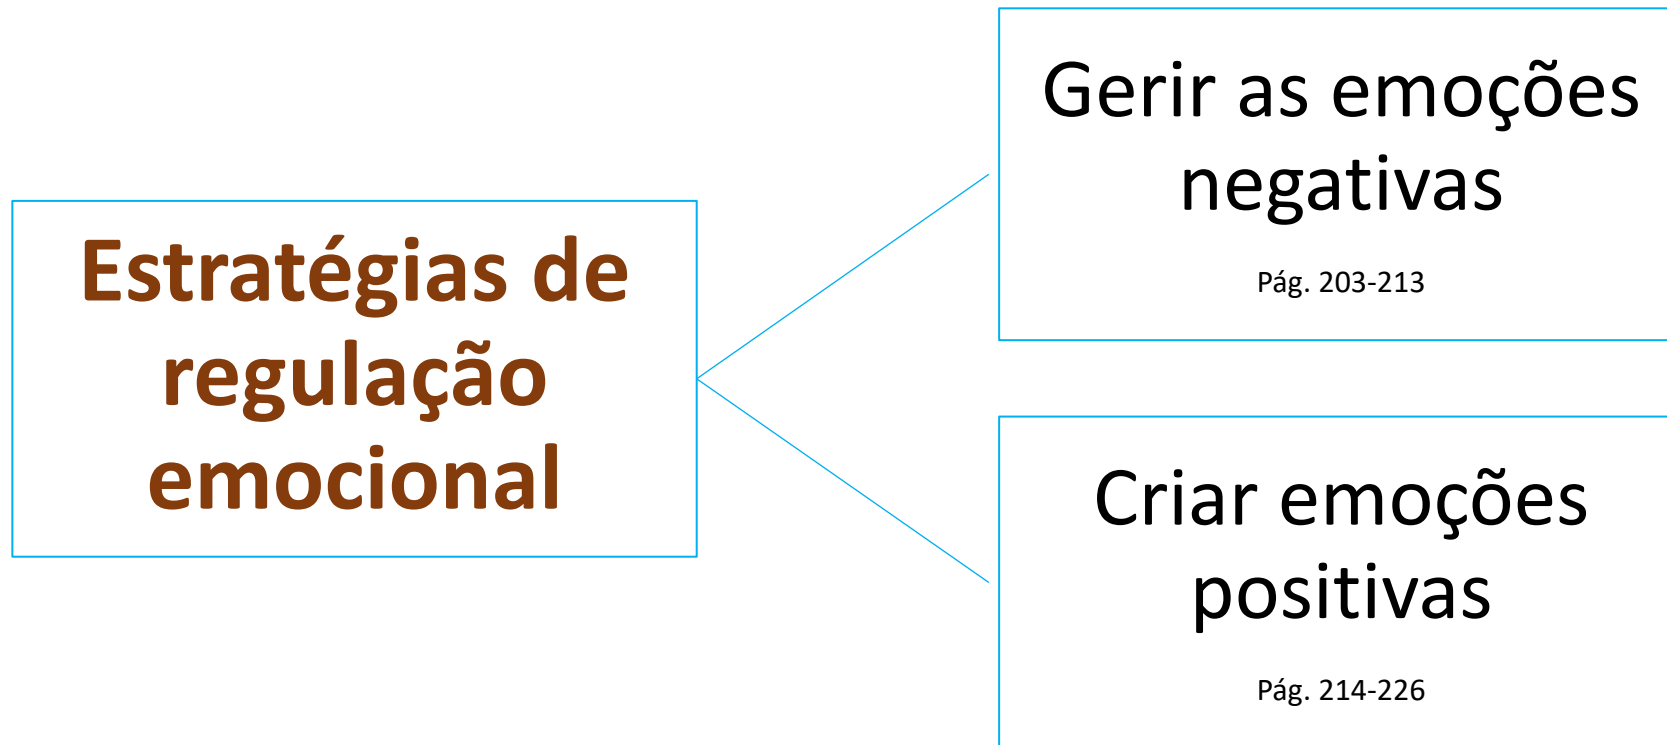 Estratégias de
regulação
emocional
Gerir as emoções
negativas
Pág. 203-213
Criar emoções
positivas
Pág. 214-226